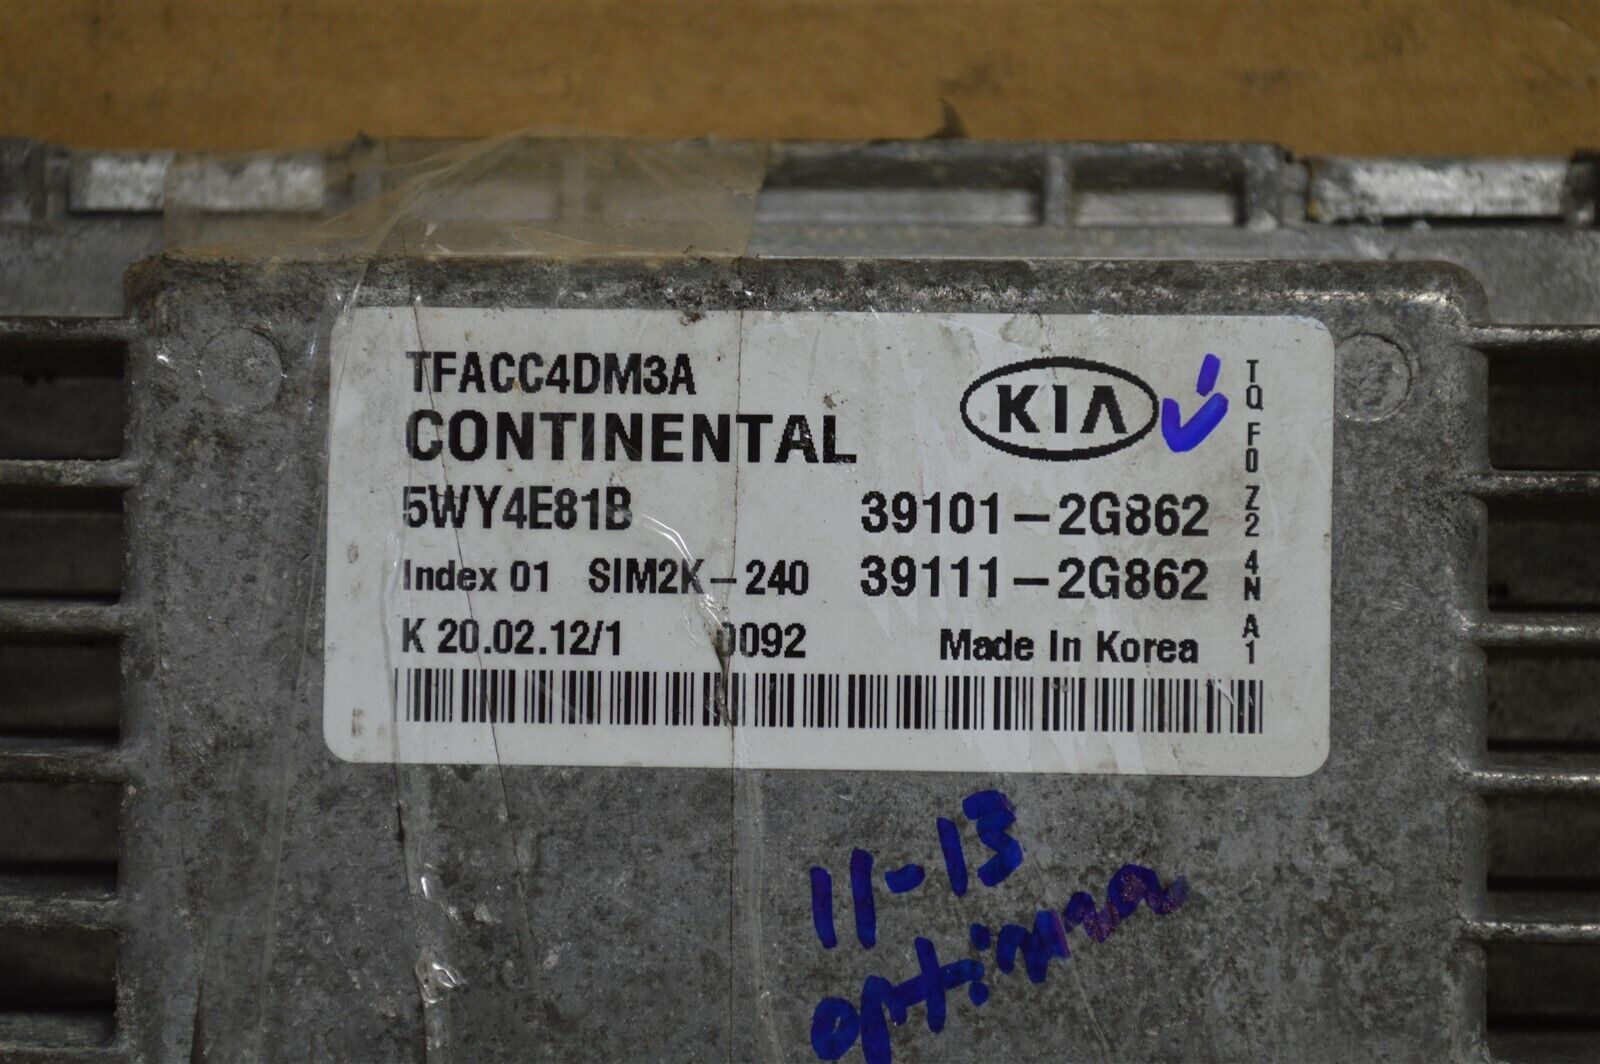 TFACC4DM3A
CONTINENTAL
KIA
5WY4E81B 39101-2G862
Index 01 SIM2K-240 39111-2G862
K 20.02.12/1 0092 Made In Korea
TQ F0 Z2 4N A1
11-13
optima